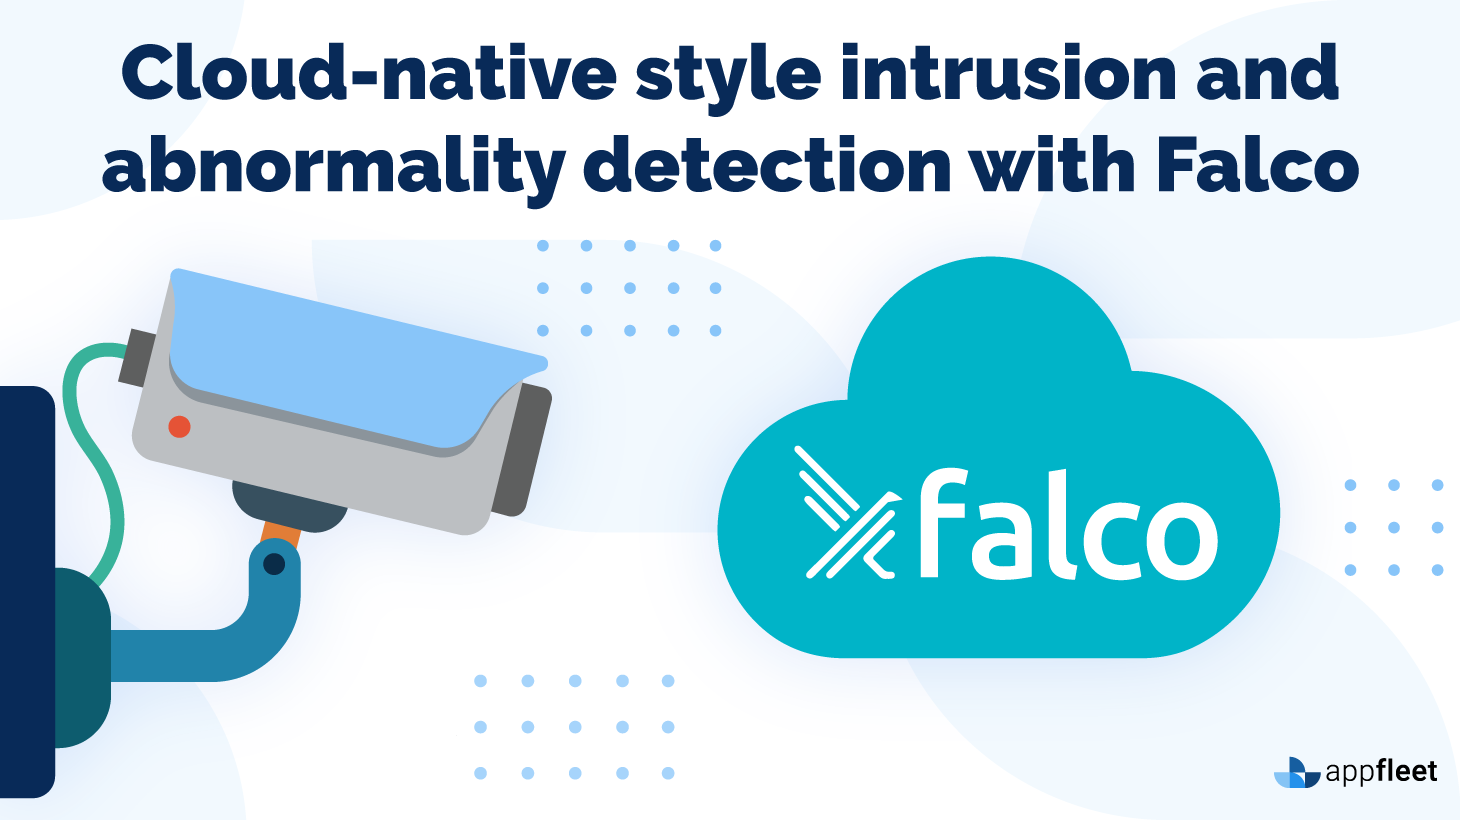 Cloud-native style intrusion and
abnormality detection with Falco
falco
appfleet